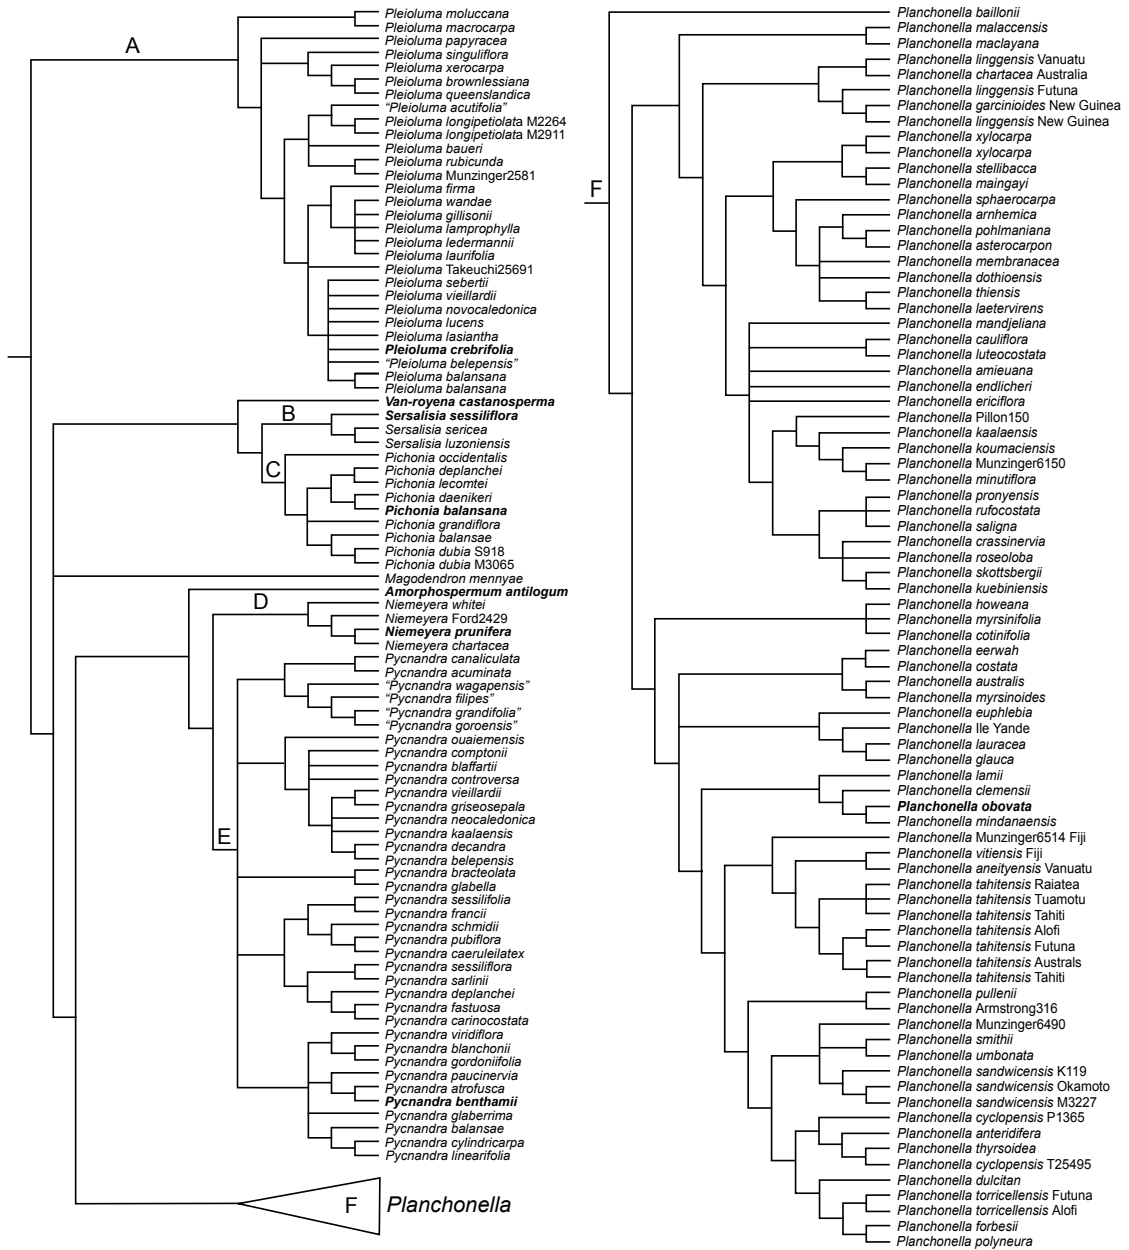 A
Pleioluma moluccana
Pleioluma macrocarpa
Pleioluma papyracea
Pleioluma singuliflora
Pleioluma xerocarpa
Pleioluma brownlessiana
Pleioluma queenslandica
“Pleioluma acutifolia”
Pleioluma longipetiolata M2264
Pleioluma longipetiolata M2911
Pleioluma baueri
Pleioluma rubicunda
Pleioluma Munzinger2581
Pleioluma firma
Pleioluma wandae
Pleioluma gillisonii
Pleioluma lamprophylla
Pleioluma ledermannii
Pleioluma laurifolia
Pleioluma Takeuchi25691
Pleioluma sebertii
Pleioluma vieillardii
Pleioluma novocaledonica
Pleioluma lucens
Pleioluma lasiantha
Pleioluma crebrifolia
“Pleioluma belepensis”
Pleioluma balansana
Pleioluma balansana
Van-royena castanosperma
B
Sersalisia sessiliflora
Sersalisia sericea
Sersalisia luzoniensis
C
Pichonia occidentalis
Pichonia deplanchei
Pichonia lecomtei
Pichonia daenikeri
Pichonia balansana
Pichonia grandiflora
Pichonia balansae
Pichonia dubia S918
Pichonia dubia M3065
Magodendron mennyae
Amorphospermum antilogum
D
Niemeyera whitei
Niemeyera Ford2429
Niemeyera prunifera
Niemeyera chartacea
Pycnandra canaliculata
Pycnandra acuminata
“Pycnandra wagapensis”
“Pycnandra filipes”
“Pycnandra grandifolia”
“Pycnandra goroensis”
Pycnandra ouaiemensis
Pycnandra comptonii
Pycnandra blaffartii
Pycnandra controversa
Pycnandra vieillardii
Pycnandra griseosepala
Pycnandra neocaledonica
E
Pycnandra kaalaensis
Pycnandra decandra
Pycnandra belepensis
Pycnandra bracteolata
Pycnandra glabella
Pycnandra sessilifolia
Pycnandra francii
Pycnandra schmidii
Pycnandra pubiflora
Pycnandra caeruleilatex
Pycnandra sessiliflora
Pycnandra sarlinii
Pycnandra deplanchei
Pycnandra fastuosa
Pycnandra carinocostata
Pycnandra viridiflora
Pycnandra blanchonii
Pycnandra gordoniifolia
Pycnandra paucinervia
Pycnandra atrofusca
Pycnandra benthamii
Pycnandra glaberrima
Pycnandra balansae
Pycnandra cylindricarpa
Pycnandra linearifolia
F Planchonella
F
Planchonella baillonii
Planchonella malaccensis
Planchonella maclayana
Planchonella linggensis Vanuatu
Planchonella chartacea Australia
Planchonella linggensis Futuna
Planchonella garcinioides New Guinea
Planchonella linggensis New Guinea
Planchonella xylocarpa
Planchonella xylocarpa
Planchonella stellibacca
Planchonella maingayi
Planchonella sphaerocarpa
Planchonella arnhemica
Planchonella pohlmaniana
Planchonella asterocarpon
Planchonella membranacea
Planchonella dothioensis
Planchonella thiensis
Planchonella laetervirens
Planchonella mandjeliana
Planchonella cauliflora
Planchonella luteocostata
Planchonella amieuana
Planchonella endlicheri
Planchonella ericiflora
Planchonella Pillon150
Planchonella kaalaensis
Planchonella koumaciensis
Planchonella Munzinger6150
Planchonella minutiflora
Planchonella pronyensis
Planchonella rufocostata
Planchonella saligna
Planchonella crassinervia
Planchonella roseoloba
Planchonella skottsbergii
Planchonella kuebiniensis
Planchonella howeana
Planchonella myrsinifolia
Planchonella cotinifolia
Planchonella eerwah
Planchonella costata
Planchonella australis
Planchonella myrsinoides
Planchonella euphlebia
Planchonella Ile Yande
Planchonella lauracea
Planchonella glauca
Planchonella lamii
Planchonella clemensii
Planchonella obovata
Planchonella mindanaensis
Planchonella Munzinger6514 Fiji
Planchonella vitiensis Fiji
Planchonella aneityensis Vanuatu
Planchonella tahitensis Raiatea
Planchonella tahitensis Tuamotu
Planchonella tahitensis Tahiti
Planchonella tahitensis Alofi
Planchonella tahitensis Futuna
Planchonella tahitensis Australs
Planchonella tahitensis Tahiti
Planchonella pullenii
Planchonella Armstrong316
Planchonella Munzinger6490
Planchonella smithii
Planchonella umbonata
Planchonella sandwicensis K119
Planchonella sandwicensis Okamoto
Planchonella sandwicensis M3227
Planchonella cyclopensis P1365
Planchonella anteridifera
Planchonella thyrsoidea
Planchonella cyclopensis T25495
Planchonella dulcitan
Planchonella torricellensis Futuna
Planchonella torricellensis Alofi
Planchonella forbesii
Planchonella polyneura